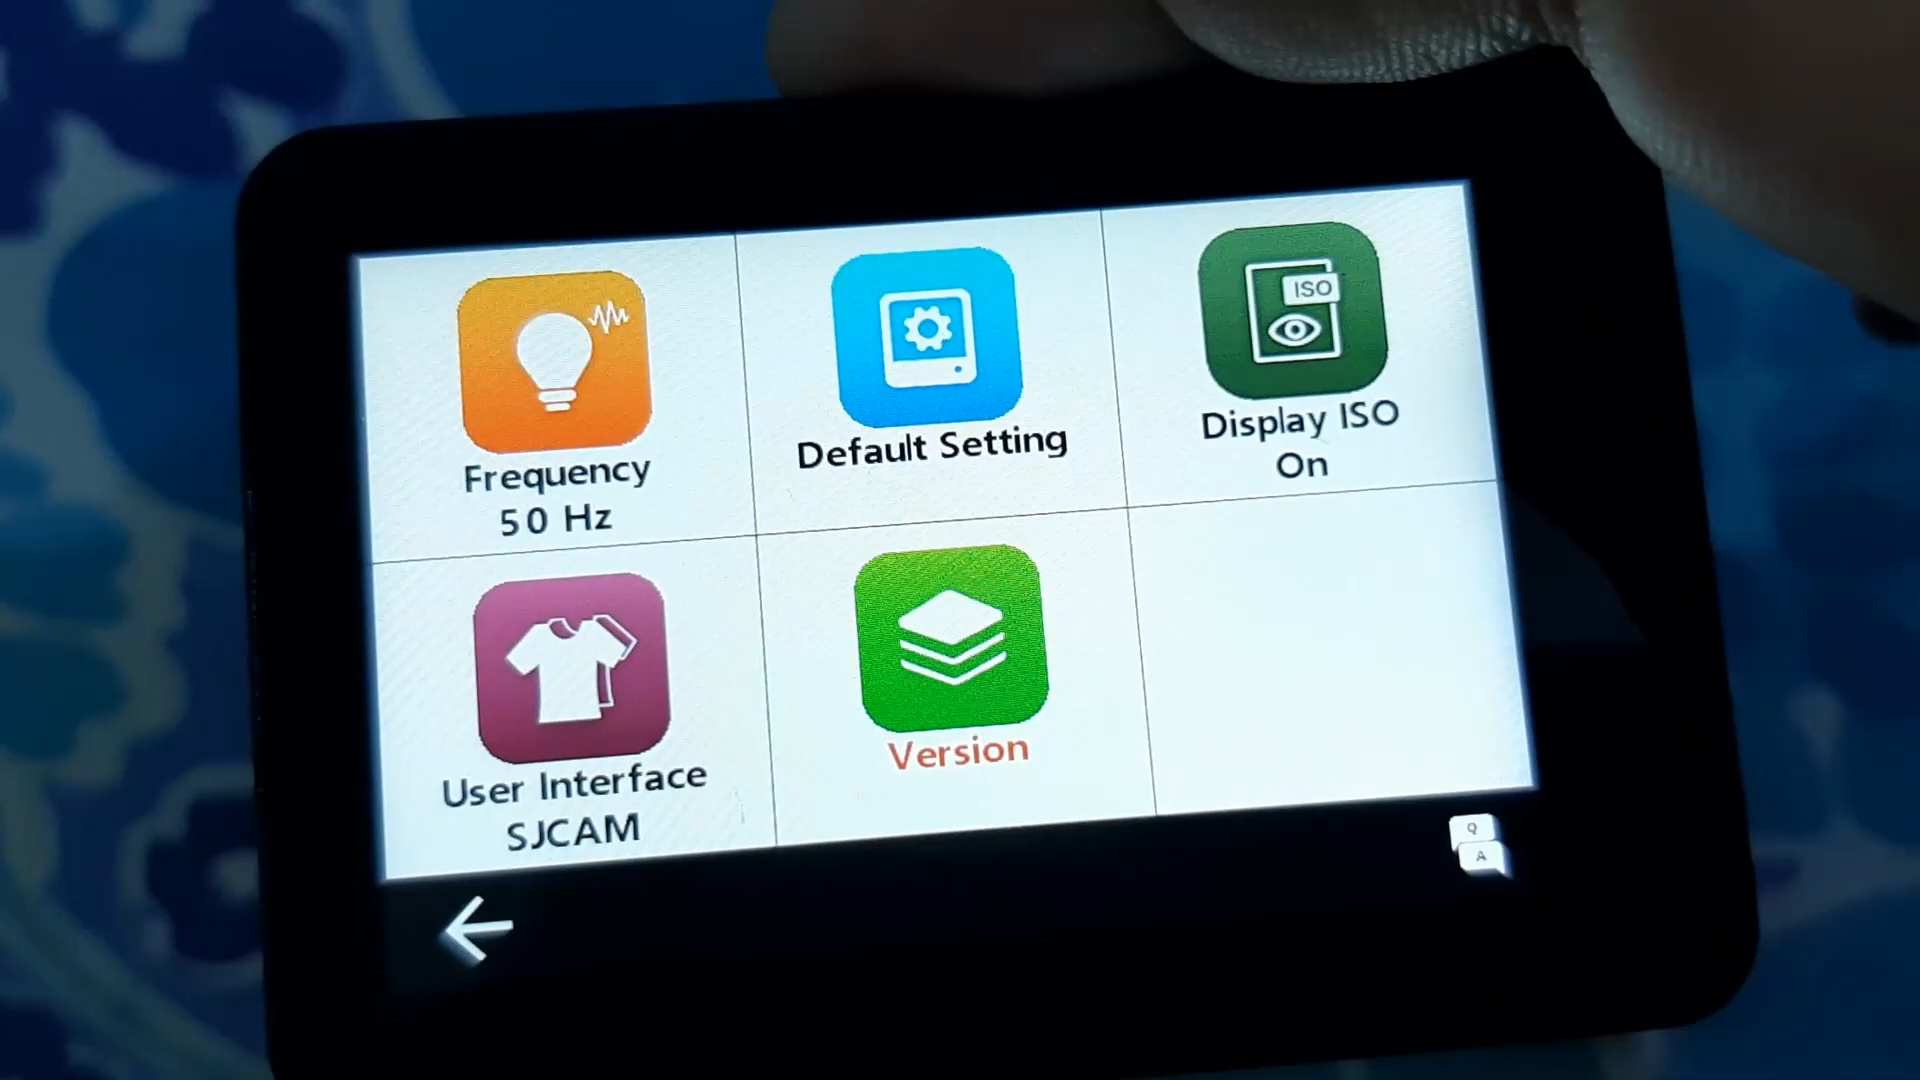 ISO
Frequency
50 Hz
Default Setting
Display ISO
On
User Interface
SJCAM
Version
Q
A